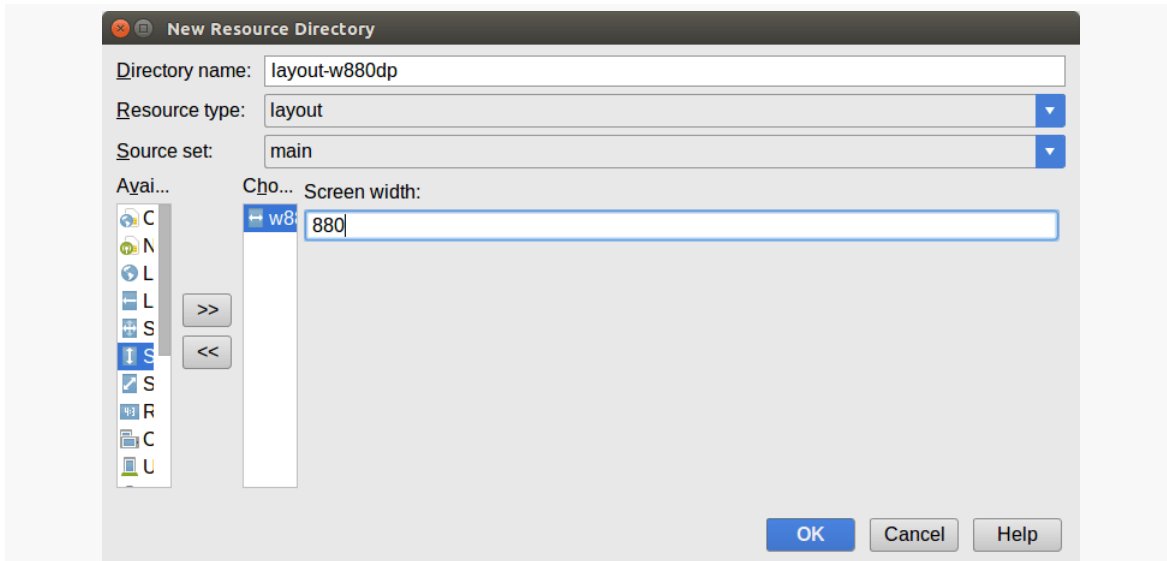 New Resource Directory
Directory name: layout-w880dp
Resource type: layout
Source set: main
Avai... Cho... Screen width:
C w88 880
N
L
L
>>
S
<<
S
S
R
C
U
OK Cancel Help